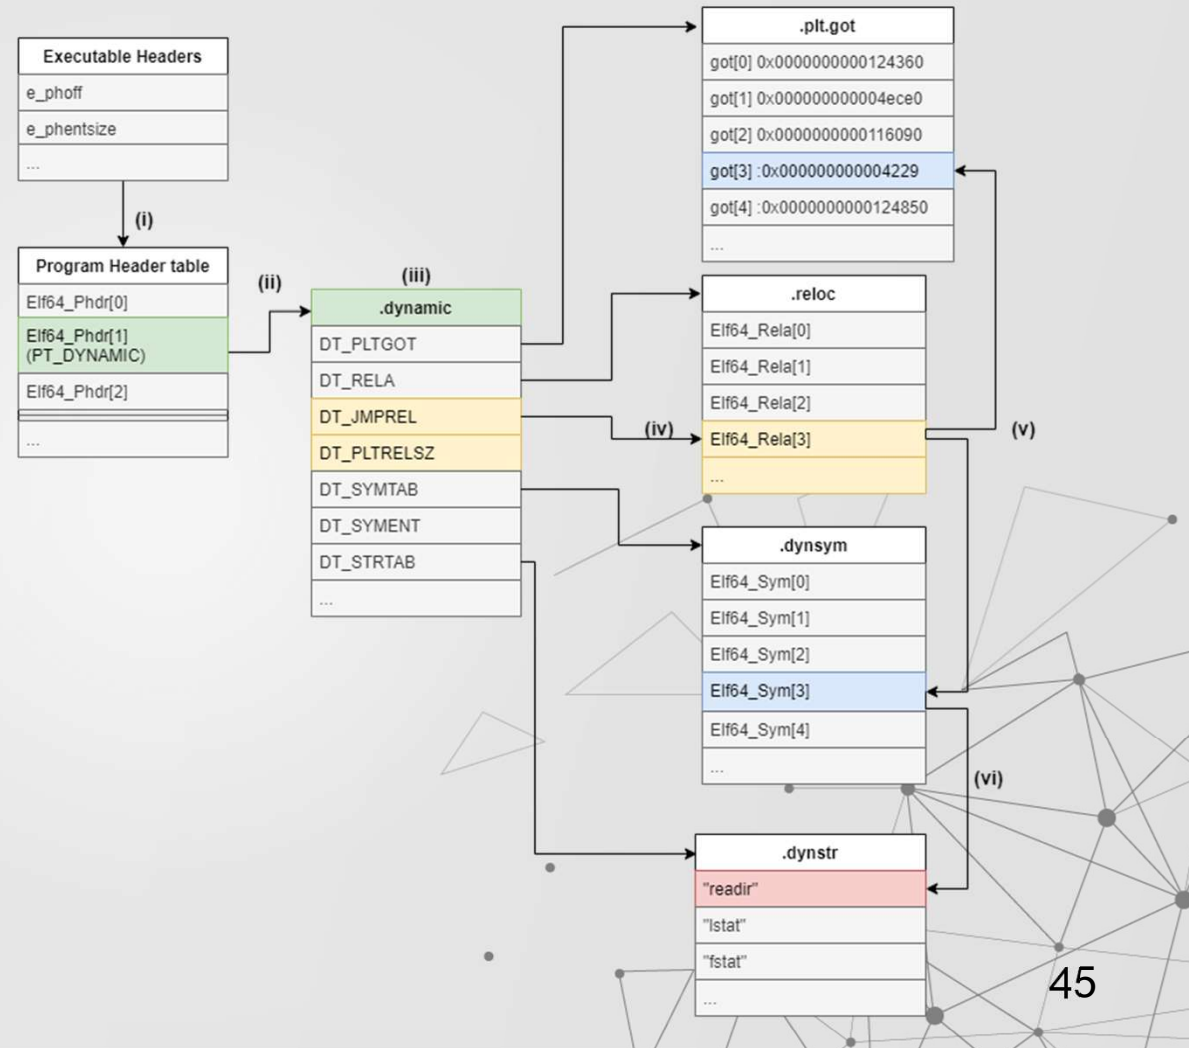 Executable Headers
e_phoff
e_phentsize
...
(i)
Program Header table
Elf64_Phdr[0]
Elf64_Phdr[1]
(PT_DYNAMIC)
Elf64_Phdr[2]
...
(ii)
(iii)
.dynamic
DT_PLTGOT
DT_RELA
DT_JMPREL
DT_PLTRELSZ
DT_SYMTAB
DT_SYMENT
DT_STRTAB
...
.plt.got
got[0] 0x0000000000124360
got[1] 0x000000000004ece0
got[2] 0x0000000000116090
got[3] :0x000000000004229
got[4] :0x0000000000124850
...
.reloc
Elf64_Rela[0]
Elf64_Rela[1]
Elf64_Rela[2]
(iv)
Elf64_Rela[3]
(v)
...
.dynsym
Elf64_Sym[0]
Elf64_Sym[1]
Elf64_Sym[2]
Elf64_Sym[3]
Elf64_Sym[4]
...
(vi)
.dynstr
"readir"
"lstat"
"fstat"
...
45